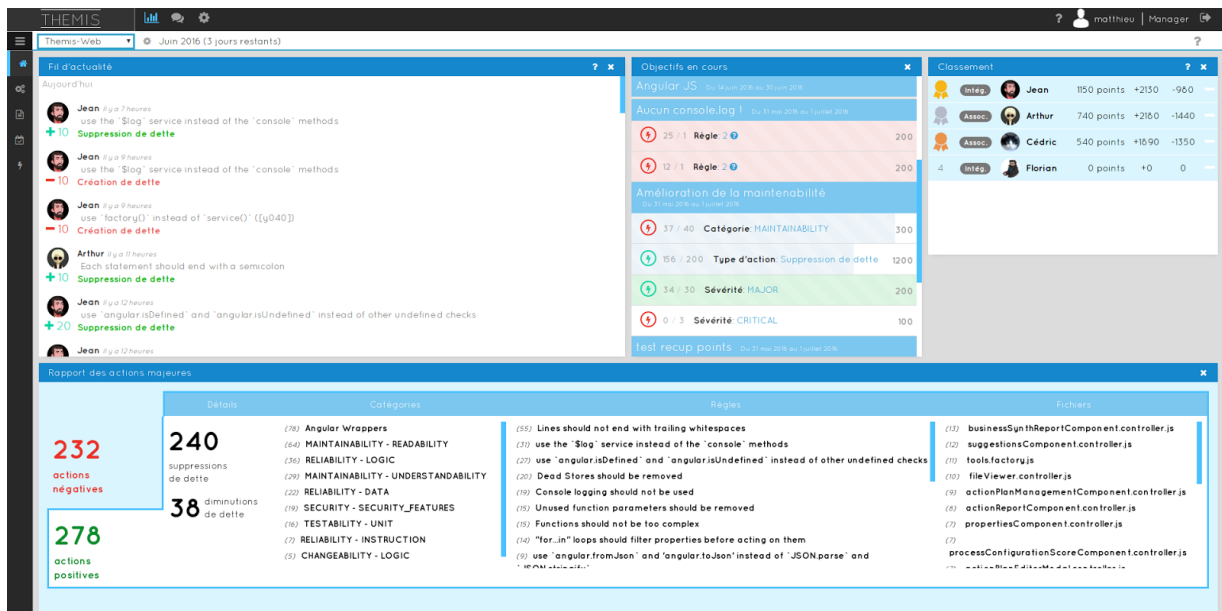 THEMIS
? matthieu | Manager
Themis-Web
Juin 2016 (3 jours restants)
?
Fil d'actualité
Aujourd'hui
Jean Il y a 7 heures
use the `$log` service instead of the `console` methods
+10 Suppression de dette
Jean Il y a 9 heures
use the `$log` service instead of the `console` methods
-10 Création de dette
Jean Il y a 9 heures
use `factory()` instead of `service()` ([y040])
-10 Création de dette
Arthur Il y a 11 heures
Each statement should end with a semicolon
+10 Suppression de dette
Jean Il y a 12 heures
use `angular.isDefined` and `angular.isUndefined` instead of other undefined checks
+20 Suppression de dette
Jean Il y a 12 heures
Objectifs en cours
Angular JS Du 14 juin 2016 au 30 juin 2016
Aucun console.log ! Du 31 mai 2016 au 1 juillet 2016
25 / 1 Règle: 2 200
12 / 1 Règle: 2 200
Amélioration de la maintenabilité
Du 31 mai 2016 au 1 juillet 2016
37 / 40 Catégorie: MAINTAINABILITY 300
156 / 200 Type d'action: Suppression de dette 1200
34 / 30 Sévérité: MAJOR 200
0 / 3 Sévérité: CRITICAL 100
test recup points Du 31 mai 2016 au 1 juillet 2016
Classement
Intég. Jean 1150 points +2130 -980
Assoc. Arthur 740 points +2180 -1440
Assoc. Cédric 540 points +1890 -1350
4 Intég. Florian 0 points +0 0
Rapport des actions majeures
232
actions
négatives
278
actions
positives
Détails
240
suppressions
de dette
38 diminutions
de dette
Catégories
(78) Angular Wrappers
(64) MAINTAINABILITY - READABILITY
(36) RELIABILITY - LOGIC
(29) MAINTAINABILITY - UNDERSTANDABILITY
(22) RELIABILITY - DATA
(19) SECURITY - SECURITY_FEATURES
(16) TESTABILITY - UNIT
(7) RELIABILITY - INSTRUCTION
(5) CHANGEABILITY - LOGIC
Règles
(55) Lines should not end with trailing whitespaces
(31) use the `$log` service instead of the `console` methods
(27) use `angular.isDefined` and `angular.isUndefined` instead of other undefined checks
(20) Dead Stores should be removed
(19) Console logging should not be used
(15) Unused function parameters should be removed
(15) Functions should not be too complex
(14) "for...in" loops should filter properties before acting on them
(9) use `angular.fromJson` and 'angular.toJson' instead of `JSON.parse` and
`JSON.stringify`
Fichiers
(13) businessSynthReportComponent.controller.js
(12) suggestionsComponent.controller.js
(11) tools.factory.js
(10) fileViewer.controller.js
(9) actionPlanManagementComponent.controller.js
(8) actionReportComponent.controller.js
(7) propertiesComponent.controller.js
(7)
processConfigurationScoreComponent.controller.js
(7) actionPlanEditorModal.controller.js